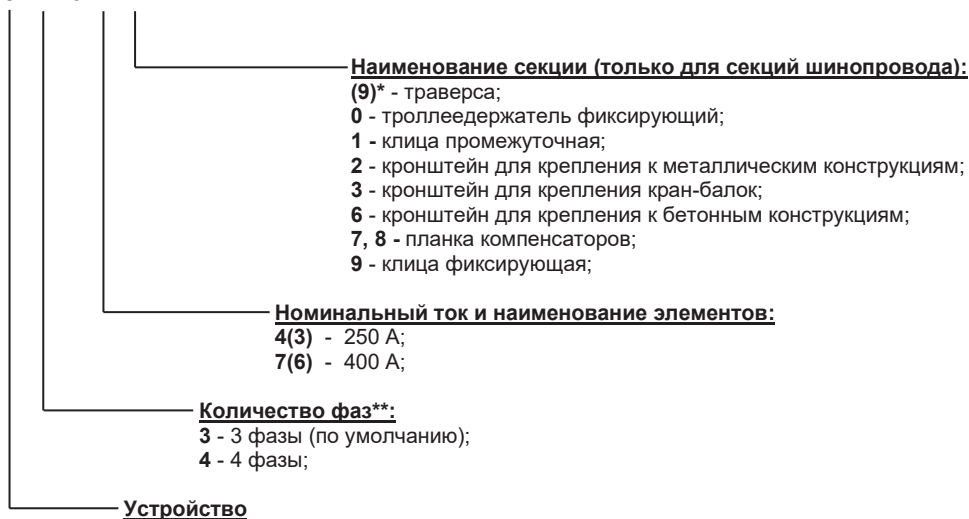 Наименование секции (только для секций шинопровода):
(9)* - траверса;
0 - троллеедержатель фиксирующий;
1 - клица промежуточная;
2 - кронштейн для крепления к металлическим конструкциям;
3 - кронштейн для крепления кран-балок;
6 - кронштейн для крепления к бетонным конструкциям;
7, 8 - планка компенсаторов;
9 - клица фиксирующая;
Номинальный ток и наименование элементов:
4(3) - 250 А;
7(6) - 400 А;
Количество фаз**:
3 - 3 фазы (по умолчанию);
4 - 4 фазы;
Устройство